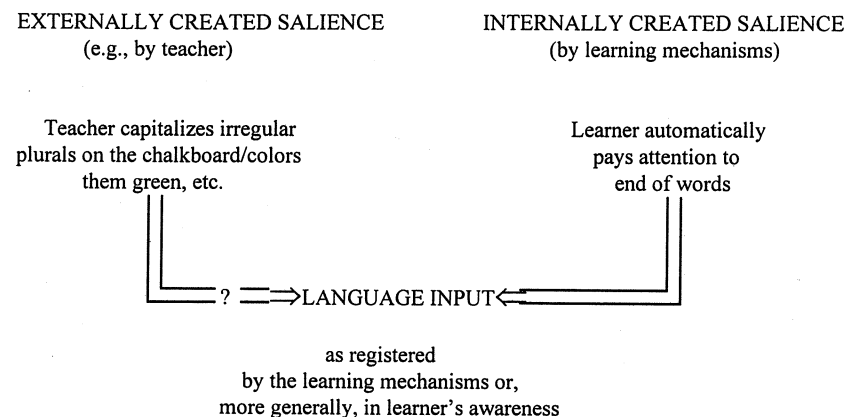 EXTERNALLY CREATED SALIENCE
(e.g., by teacher)
INTERNALLY CREATED SALIENCE
(by learning mechanisms)
Teacher capitalizes irregular
plurals on the chalkboard/colors
them green, etc.
Learner automatically
pays attention to
end of words
? LANGUAGE INPUT
as registered
by the learning mechanisms or,
more generally, in learner's awareness